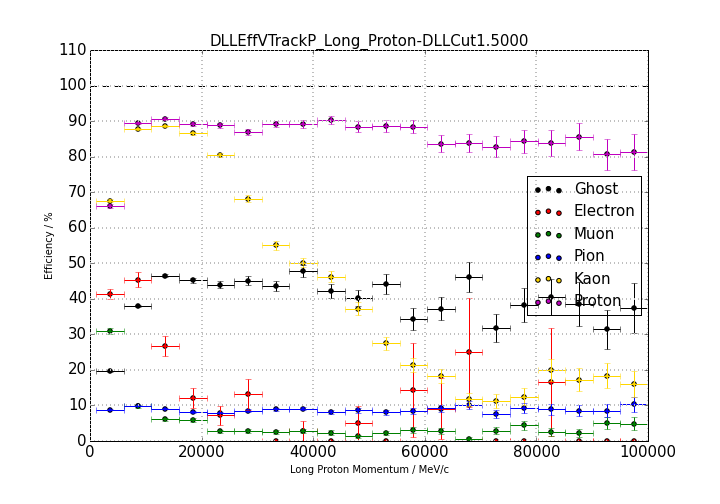 DLLEffVTrackP_Long_Proton-DLLCut1.5000
110
100
90
80
70
60
50
40
30
20
10
0
Efficiency / %
Ghost
Electron
Muon
Pion
Kaon
Proton
0 20000 40000 60000 80000 100000
Long Proton Momentum / MeV/c